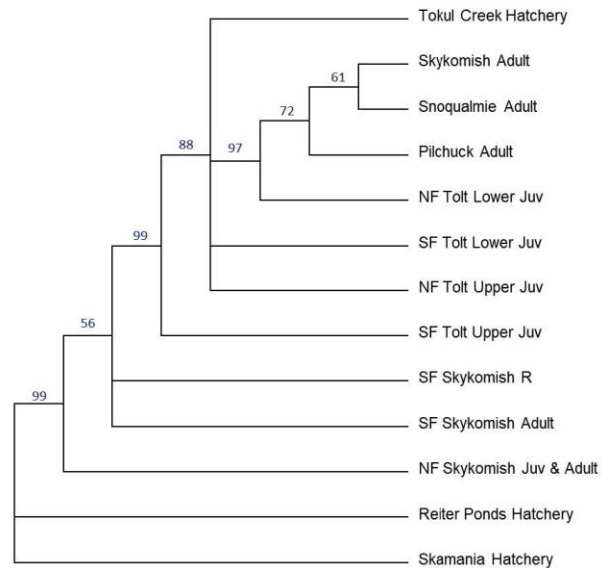 Tokul Creek Hatchery
Skykomish Adult
61
Snoqualmie Adult
72
Pilchuck Adult
88
97
NF Tolt Lower Juv
99
SF Tolt Lower Juv
NF Tolt Upper Juv
56
SF Tolt Upper Juv
SF Skykomish R
99
SF Skykomish Adult
NF Skykomish Juv & Adult
Reiter Ponds Hatchery
Skamania Hatchery